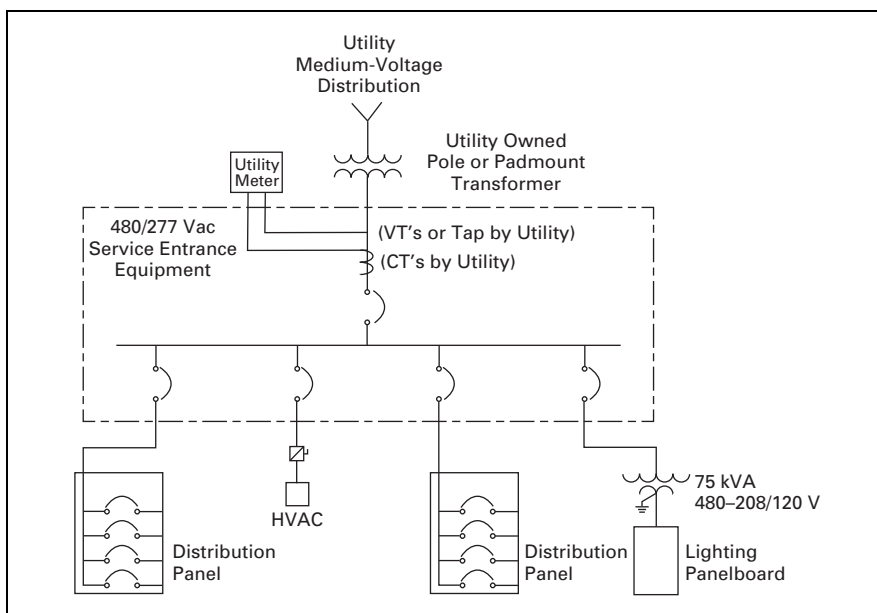 Utility
Medium-Voltage
Distribution
Utility Owned
Pole or Padmount
Transformer
Utility
Meter
480/277 Vac
Service Entrance
Equipment
(VT's or Tap by Utility)
(CT's by Utility)
75 kVA
480–208/120 V
HVAC
Distribution
Panel
Distribution
Panel
Lighting
Panelboard